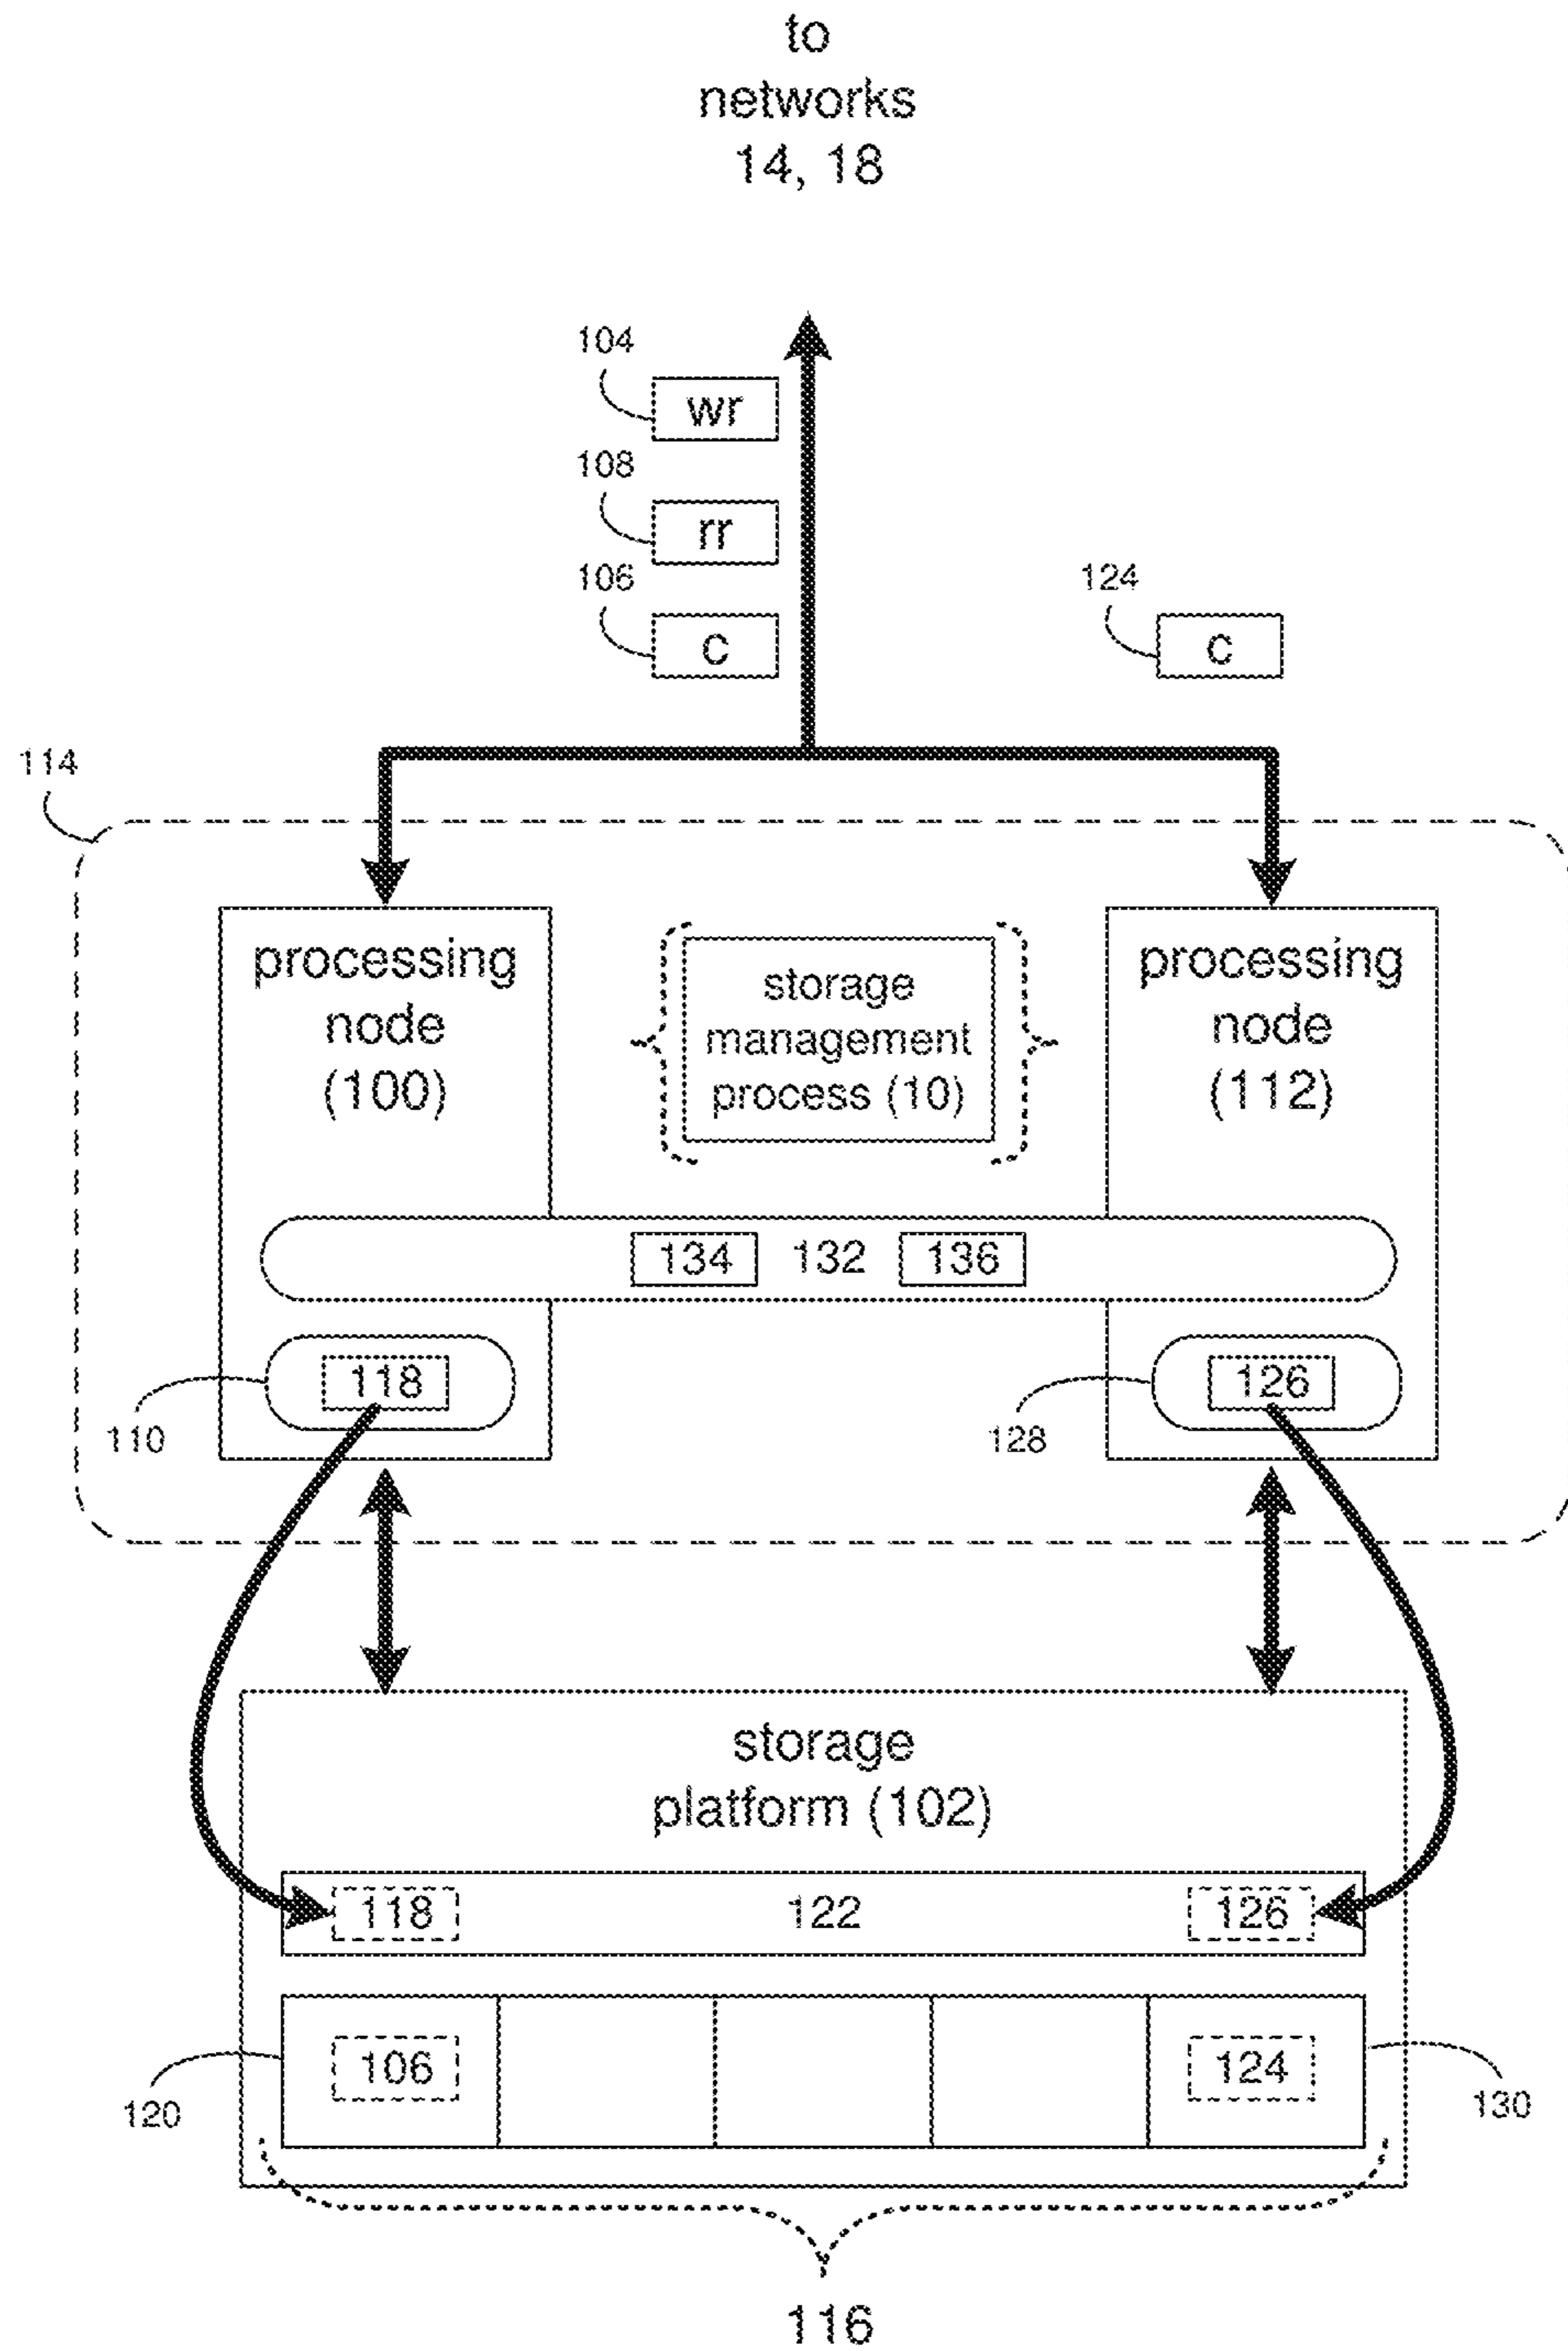 to
networks
14, 18
104
wr
108
rr
106
c
124
c
114
processing
node
(100)
storage
management
process (10)
processing
node
(112)
134 132 136
118
110
126
128
storage
platform (102)
118 122 126
106 124
120
130
116